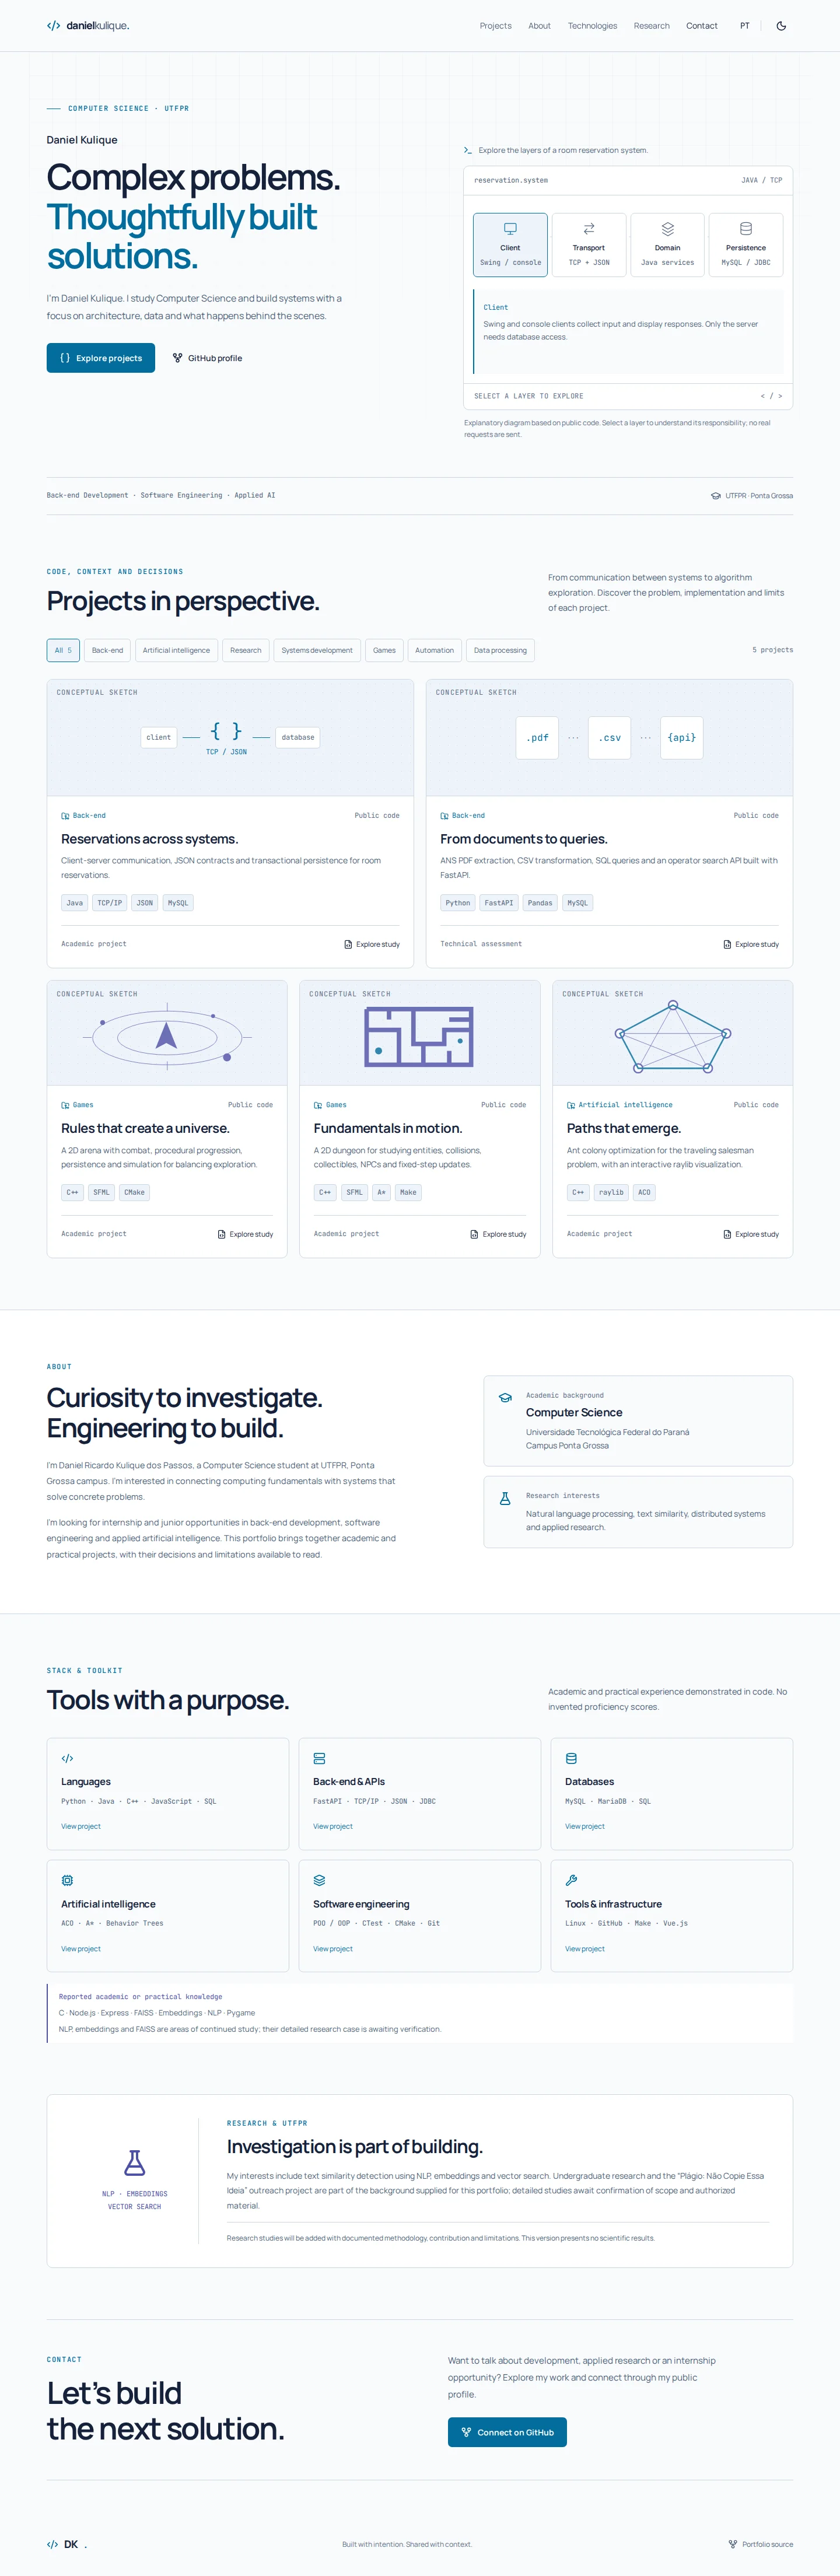 danielkulique.
Projects About Technologies Research Contact PT
COMPUTER SCIENCE · UTFPR
Daniel Kulique
Complex problems.
Thoughtfully built
solutions.
I'm Daniel Kulique. I study Computer Science and build systems with a
focus on architecture, data and what happens behind the scenes.
Explore projects
GitHub profile
Explore the layers of a room reservation system.
reservation.system JAVA / TCP
Client Transport Domain Persistence
Swing / console TCP + JSON Java services MySQL / JDBC
Client
Swing and console clients collect input and display responses. Only the server
needs database access.
SELECT A LAYER TO EXPLORE < / >
Explanatory diagram based on public code. Select a layer to understand its responsibility; no real
requests are sent.
Back-end Development · Software Engineering · Applied AI
UTFPR · Ponta Grossa
CODE, CONTEXT AND DECISIONS
Projects in perspective.
From communication between systems to algorithm
exploration. Discover the problem, implementation and limits
of each project.
All 5 Back-end Artificial intelligence Research Systems development Games Automation Data processing
5 projects
CONCEPTUAL SKETCH
client { } database
TCP / JSON
Back-end Public code
Reservations across systems.
Client-server communication, JSON contracts and transactional persistence for room
reservations.
Java TCP/IP JSON MySQL
Academic project Explore study
CONCEPTUAL SKETCH
.pdf ... .csv ... {api}
Back-end Public code
From documents to queries.
ANS PDF extraction, CSV transformation, SQL queries and an operator search API built with
FastAPI.
Python FastAPI Pandas MySQL
Technical assessment Explore study
CONCEPTUAL SKETCH
Games Public code
Rules that create a universe.
A 2D arena with combat, procedural progression,
persistence and simulation for balancing exploration.
C++ SFML CMake
Academic project Explore study
CONCEPTUAL SKETCH
Games Public code
Fundamentals in motion.
A 2D dungeon for studying entities, collisions,
collectibles, NPCs and fixed-step updates.
C++ SFML A* Make
Academic project Explore study
CONCEPTUAL SKETCH
Artificial intelligence Public code
Paths that emerge.
Ant colony optimization for the traveling salesman
problem, with an interactive raylib visualization.
C++ raylib ACO
Academic project Explore study
ABOUT
Curiosity to investigate.
Engineering to build.
I'm Daniel Ricardo Kulique dos Passos, a Computer Science student at UTFPR, Ponta
Grossa campus. I'm interested in connecting computing fundamentals with systems that
solve concrete problems.
I'm looking for internship and junior opportunities in back-end development, software
engineering and applied artificial intelligence. This portfolio brings together academic and
practical projects, with their decisions and limitations available to read.
Academic background
Computer Science
Universidade Tecnológica Federal do Paraná
Campus Ponta Grossa
Research interests
Natural language processing, text similarity, distributed systems
and applied research.
STACK & TOOLKIT
Tools with a purpose.
Academic and practical experience demonstrated in code. No
invented proficiency scores.
Languages
Python · Java · C++ · JavaScript · SQL
View project
Back-end & APIs
FastAPI · TCP/IP · JSON · JDBC
View project
Databases
MySQL · MariaDB · SQL
View project
Artificial intelligence
ACO · A* · Behavior Trees
View project
Software engineering
POO / OOP · CTest · CMake · Git
View project
Tools & infrastructure
Linux · GitHub · Make · Vue.js
View project
Reported academic or practical knowledge
C · Node.js · Express · FAISS · Embeddings · NLP · Pygame
NLP, embeddings and FAISS are areas of continued study; their detailed research case is awaiting verification.
NLP · EMBEDDINGS
VECTOR SEARCH
RESEARCH & UTFPR
Investigation is part of building.
My interests include text similarity detection using NLP, embeddings and vector search. Undergraduate research and the "Plágio: Não Copie Essa
Ideia" outreach project are part of the background supplied for this portfolio; detailed studies await confirmation of scope and authorized
material.
Research studies will be added with documented methodology, contribution and limitations. This version presents no scientific results.
CONTACT
Let's build
the next solution.
Want to talk about development, applied research or an internship
opportunity? Explore my work and connect through my public
profile.
Connect on GitHub
DK .
Built with intention. Shared with context.
Portfolio source